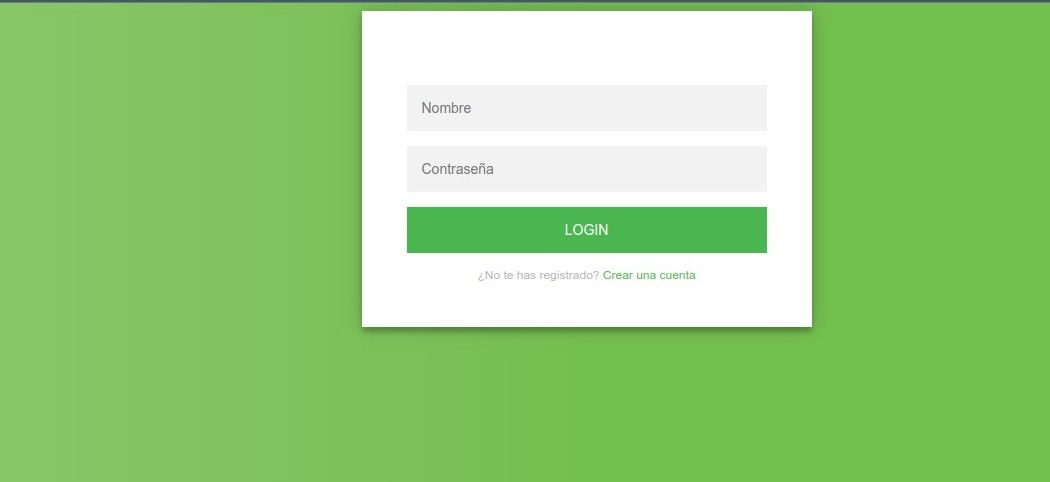 Nombre
Contraseña
LOGIN
¿No te has registrado? Crear una cuenta